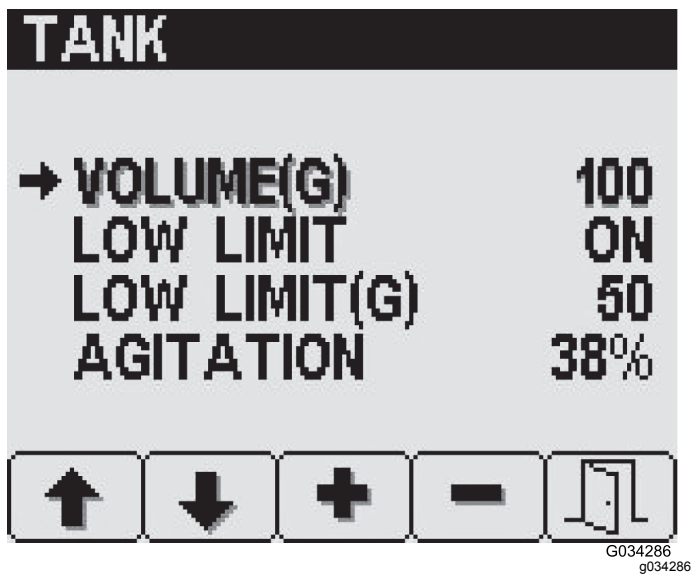 TANK
VOLUME(G) 100
LOW LIMIT ON
LOW LIMIT(G) 50
AGITATION 38%
G034286
g034286